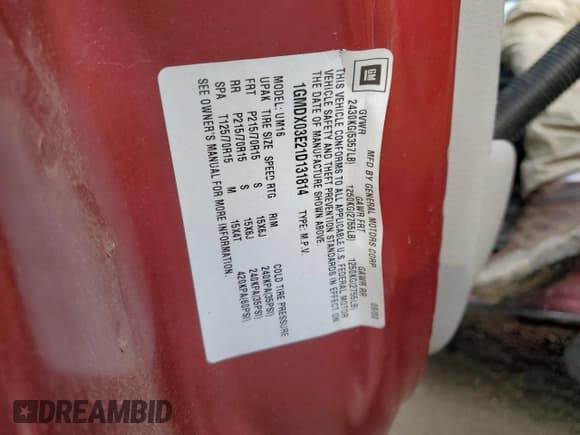 GM
MFD BY GENERAL MOTORS CORP 09/00
GVWR GAWR FRT GAWR RR
2430KG(5357LB) 1250KG(2755LB) 1250KG(2755LB)
THIS VEHICLE CONFORMS TO ALL APPLICABLE U.S. FEDERAL MOTOR
VEHICLE SAFETY AND THEFT PREVENTION STANDARDS IN EFFECT ON
THE DATE OF MANUFACTURE SHOWN ABOVE.
1GMDX03E21D131814 TYPE: M.P.V.
MODEL: UM16
UPAK TIRE SIZE SPEED RTG RIM COLD TIRE PRESSURE
FRT P215/70R15 S 15X6J 240KPA(35PSI)
RR P215/70R15 S 15X6J 240KPA(35PSI)
SPA T125/70R15 M 15X4T 420KPA(60PSI)
SEE OWNER'S MANUAL FOR MORE INFORMATION.
DREAMBID